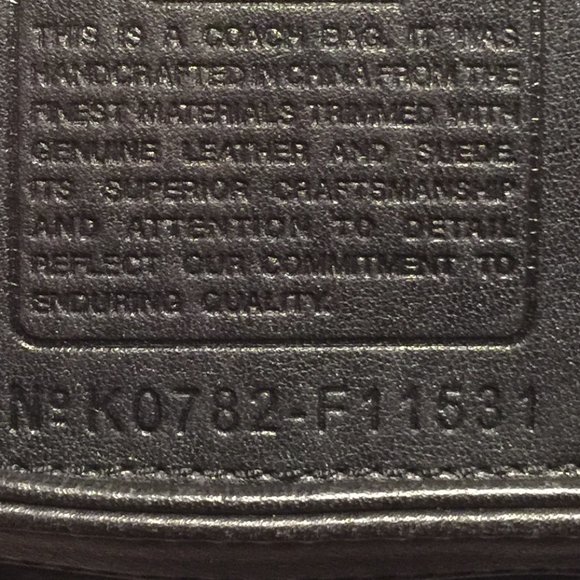 THIS IS A COACH BAG. IT WAS
HANDCRAFTED IN CHINA FROM THE
FINEST MATERIALS TRIMMED WITH
GENUINE LEATHER AND SUEDE.
ITS SUPERIOR CRAFTSMANSHIP
AND ATTENTION TO DETAIL
REFLECT OUR COMMITMENT TO
ENDURING QUALITY.
Nº K0782-F11531